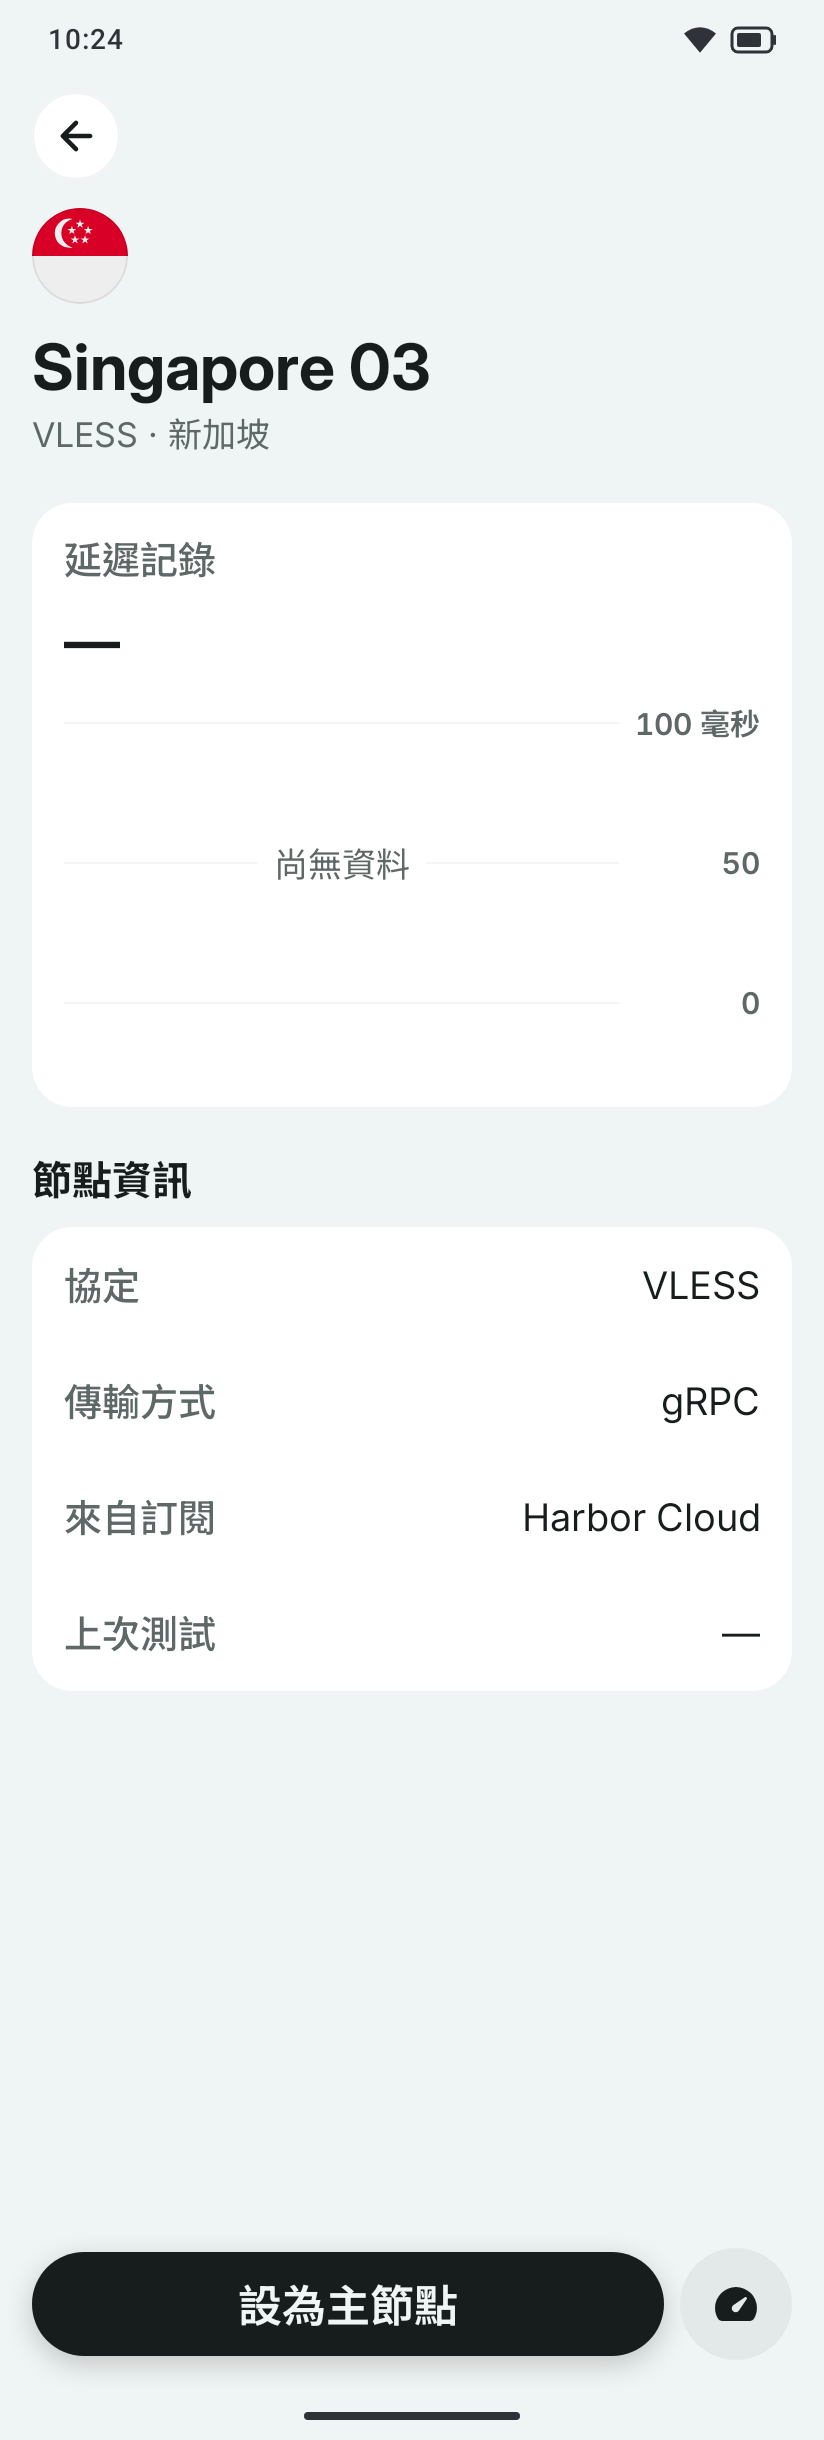 10:24
Singapore 03
VLESS · 新加坡
延遲記錄
—
100 毫秒
尚無資料
50
0
節點資訊
協定 VLESS
傳輸方式 gRPC
來自訂閱 Harbor Cloud
上次測試 —
設為主節點